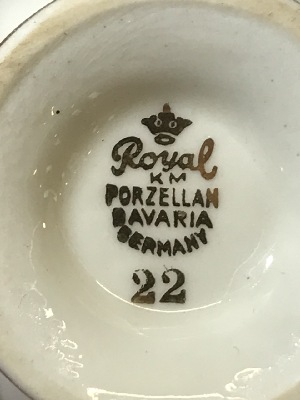 Royal
KM
PORZELLAN
BAVARIA
GERMANY
22